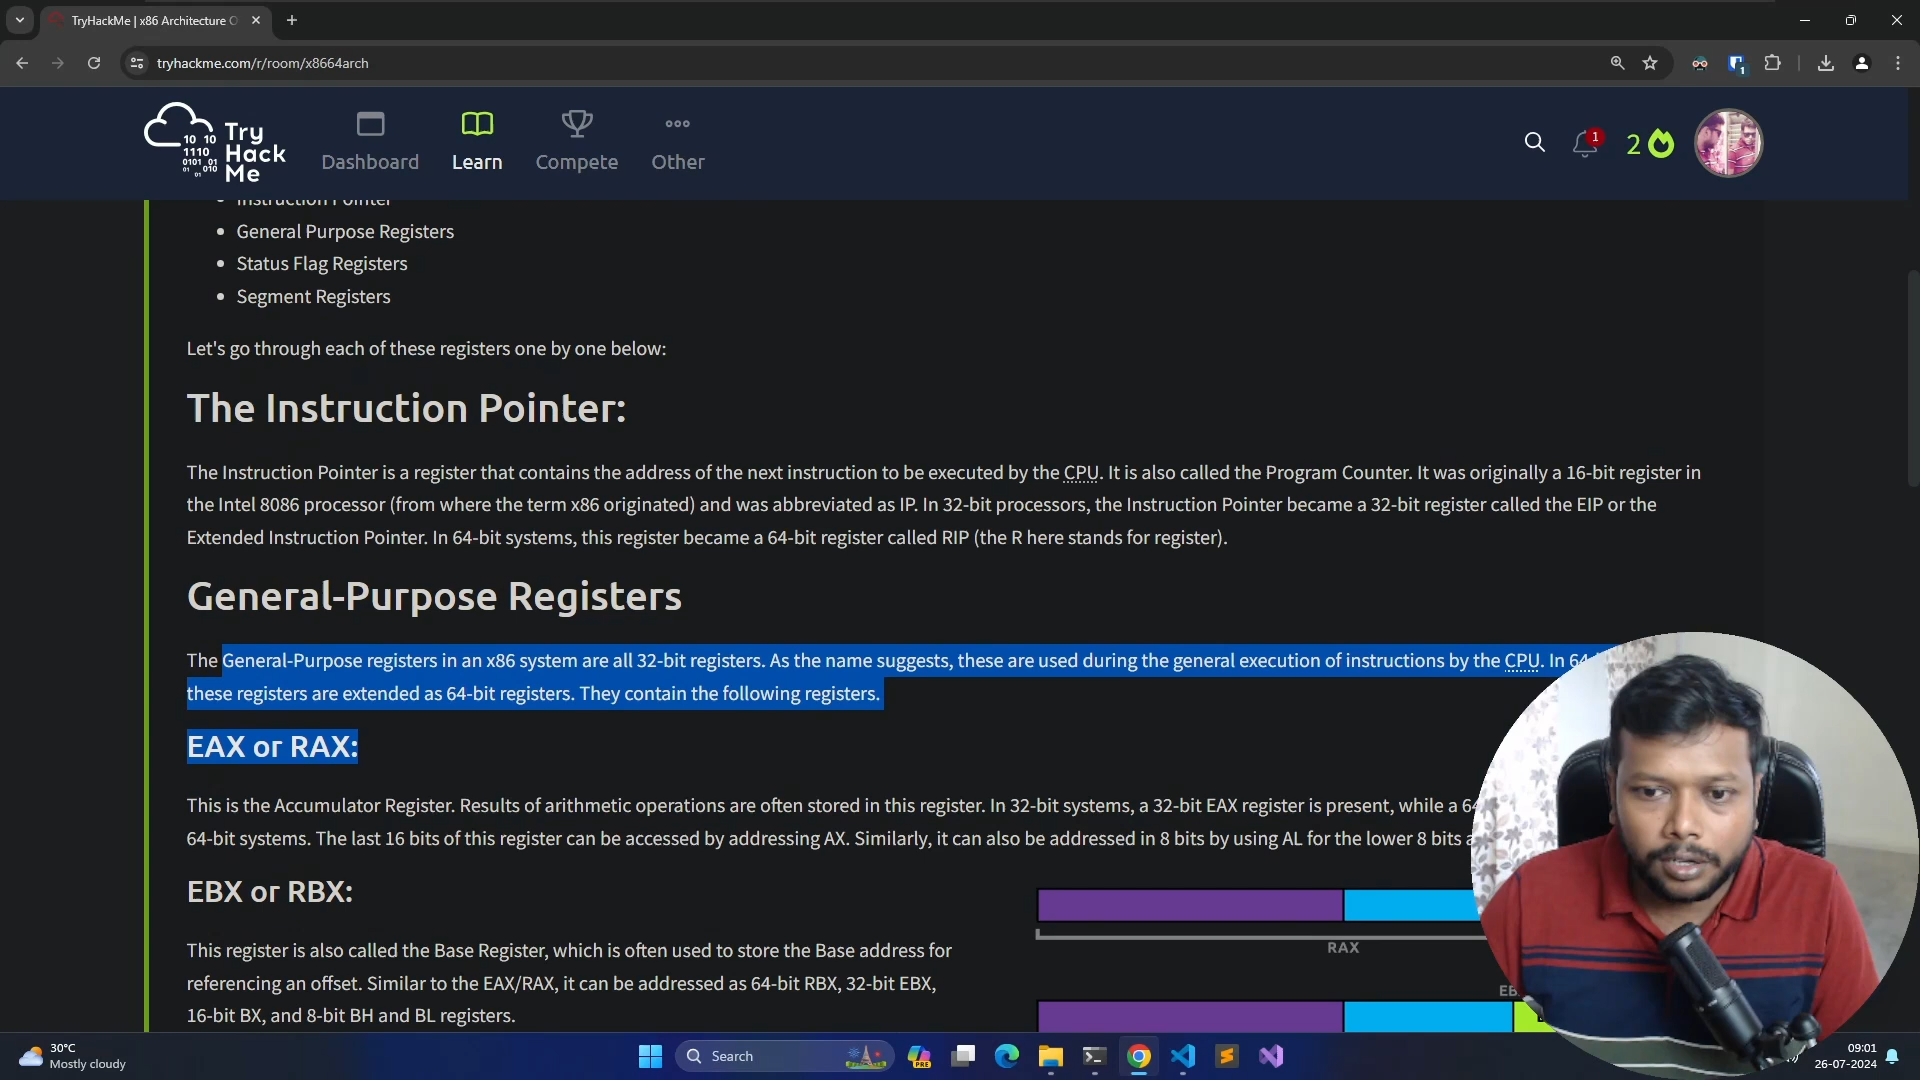 TryHackMe | x86 Architecture O
tryhackme.com/r/room/x8664arch
10 10
1110
0101 01
01 010
01
Try
Hack
Me
Dashboard
Learn
Compete
Other
1
2
Instruction Pointer
General Purpose Registers
Status Flag Registers
Segment Registers
Let's go through each of these registers one by one below:
The Instruction Pointer:
The Instruction Pointer is a register that contains the address of the next instruction to be executed by the CPU. It is also called the Program Counter. It was originally a 16-bit register in
the Intel 8086 processor (from where the term x86 originated) and was abbreviated as IP. In 32-bit processors, the Instruction Pointer became a 32-bit register called the EIP or the
Extended Instruction Pointer. In 64-bit systems, this register became a 64-bit register called RIP (the R here stands for register).
General-Purpose Registers
The General-Purpose registers in an x86 system are all 32-bit registers. As the name suggests, these are used during the general execution of instructions by the CPU. In 64
these registers are extended as 64-bit registers. They contain the following registers.
EAX or RAX:
This is the Accumulator Register. Results of arithmetic operations are often stored in this register. In 32-bit systems, a 32-bit EAX register is present, while a 64
64-bit systems. The last 16 bits of this register can be accessed by addressing AX. Similarly, it can also be addressed in 8 bits by using AL for the lower 8 bits a
EBX or RBX:
This register is also called the Base Register, which is often used to store the Base address for
referencing an offset. Similar to the EAX/RAX, it can be addressed as 64-bit RBX, 32-bit EBX,
16-bit BX, and 8-bit BH and BL registers.
RAX
EB
30°C
Mostly cloudy
Search
PRE
09:01
26-07-2024